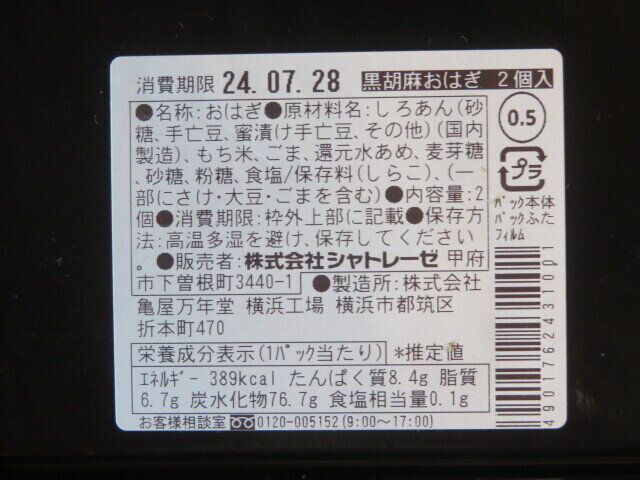 消費期限 24.07.28 黒胡麻おはぎ 2個入
●名称:おはぎ●原材料名:しろあん(砂
糖、手亡豆、蜜漬け手亡豆、その他)(国内
製造)、もち米、ごま、還元水あめ、麦芽糖
、砂糖、粉糖、食塩/保存料(しらこ)、(一
部にさけ・大豆・ごまを含む)●内容量:2
個●消費期限:枠外上部に記載●保存方
法:高温多湿を避け、保存してください
。●販売者:株式会社シャトレーゼ 甲府
市下曽根町3440-1 ●製造所:株式会社
亀屋万年堂 横浜工場 横浜市都筑区
折本町470
栄養成分表示(1パック当たり) *推定値
エネルギー 389kcal たんぱく質8.4g 脂質
6.7g 炭水化物76.7g 食塩相当量0.1g
お客様相談室 0120-005152(9:00~17:00)
0.5
プラ
パック本体
パックふた
フィルム
4901762431 0p1